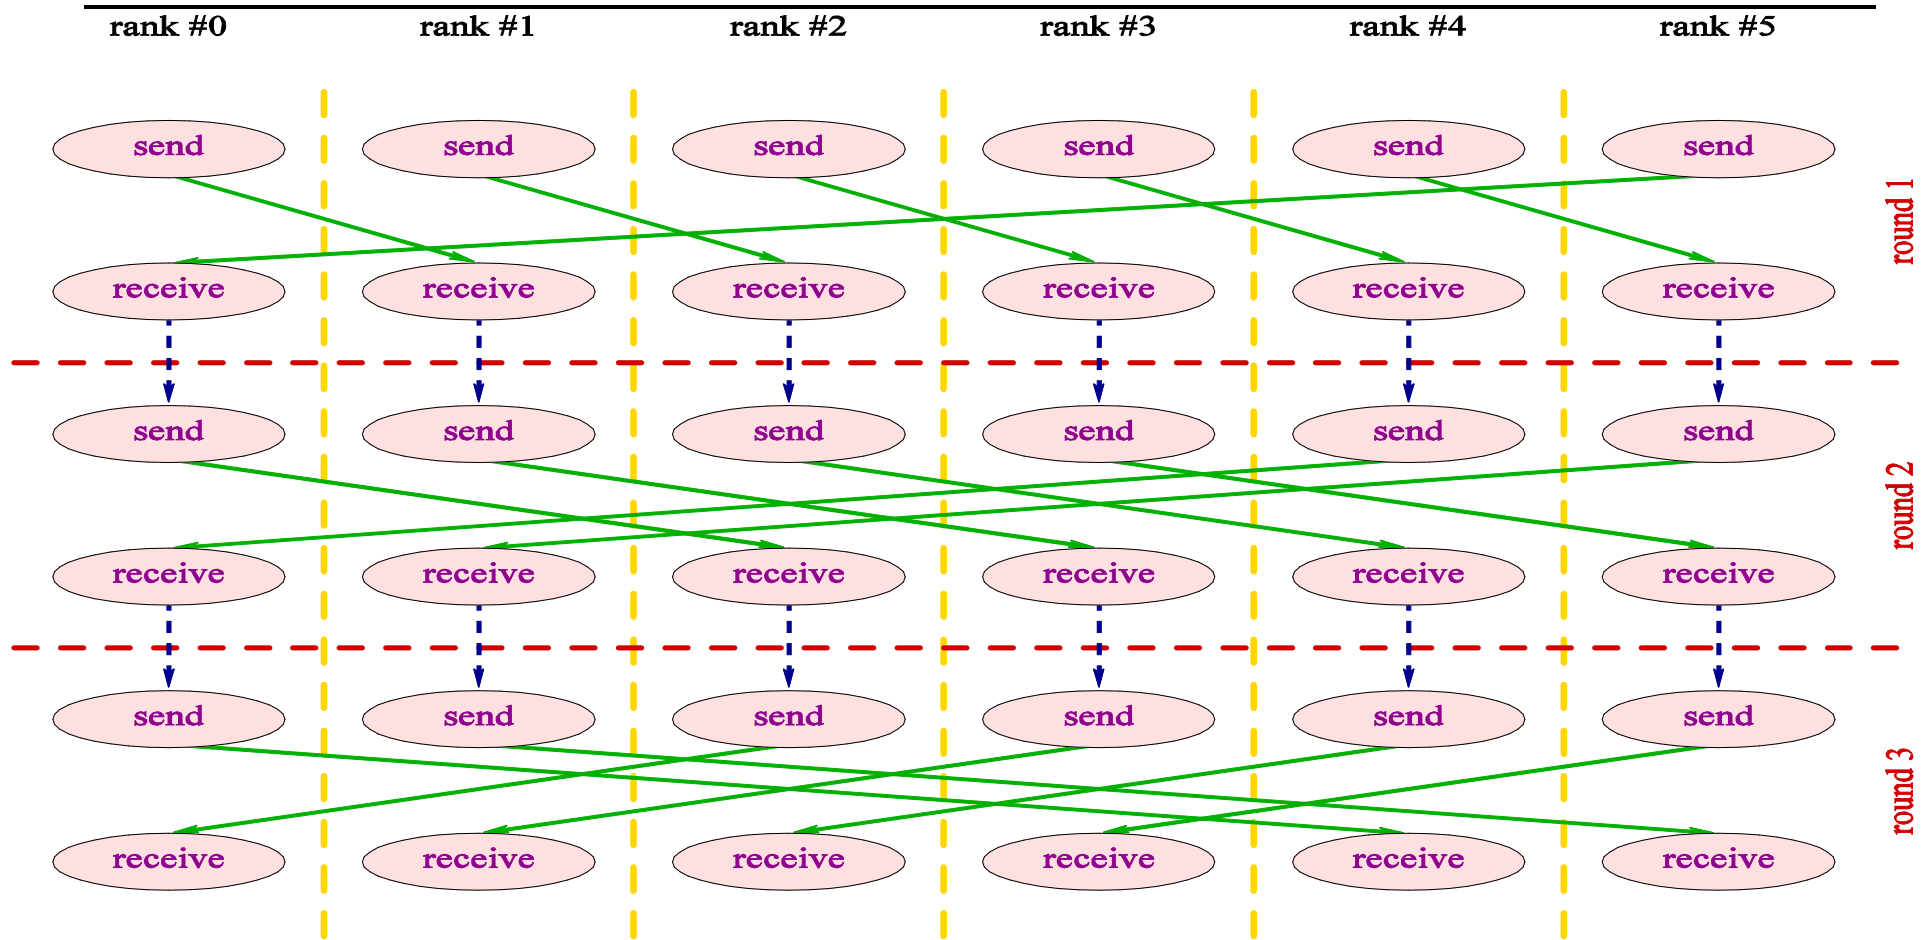 rank #0 rank #1 rank #2 rank #3 rank #4 rank #5
send send send send send send
round 1
receive receive receive receive receive receive
send send send send send send
round 2
receive receive receive receive receive receive
send send send send send send
round 3
receive receive receive receive receive receive